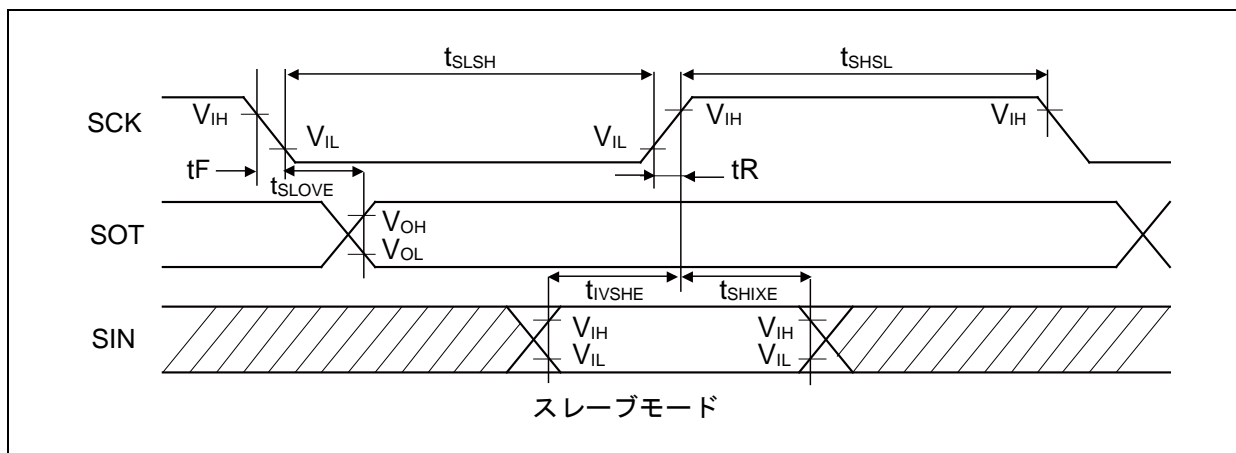 tSLSH tSHSL
SCK VIH VIL VIL VIH VIH
tF tSLOVE tR
SOT VOH
VOL
tIVSHE tSHIXE
SIN VIH VIH
VIL VIL
スレーブモード